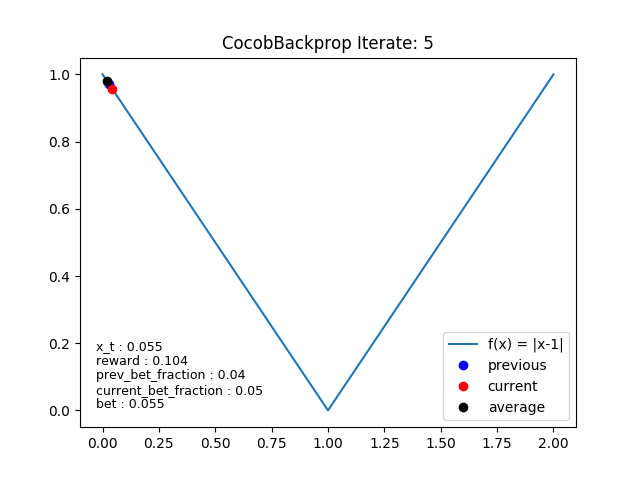 CocobBackprop Iterate: 5
1.0
0.8
0.6
0.4
0.2
0.0
x_t : 0.055
reward : 0.104
prev_bet_fraction : 0.04
current_bet_fraction : 0.05
bet : 0.055
f(x) = |x-1|
previous
current
average
0.00 0.25 0.50 0.75 1.00 1.25 1.50 1.75 2.00